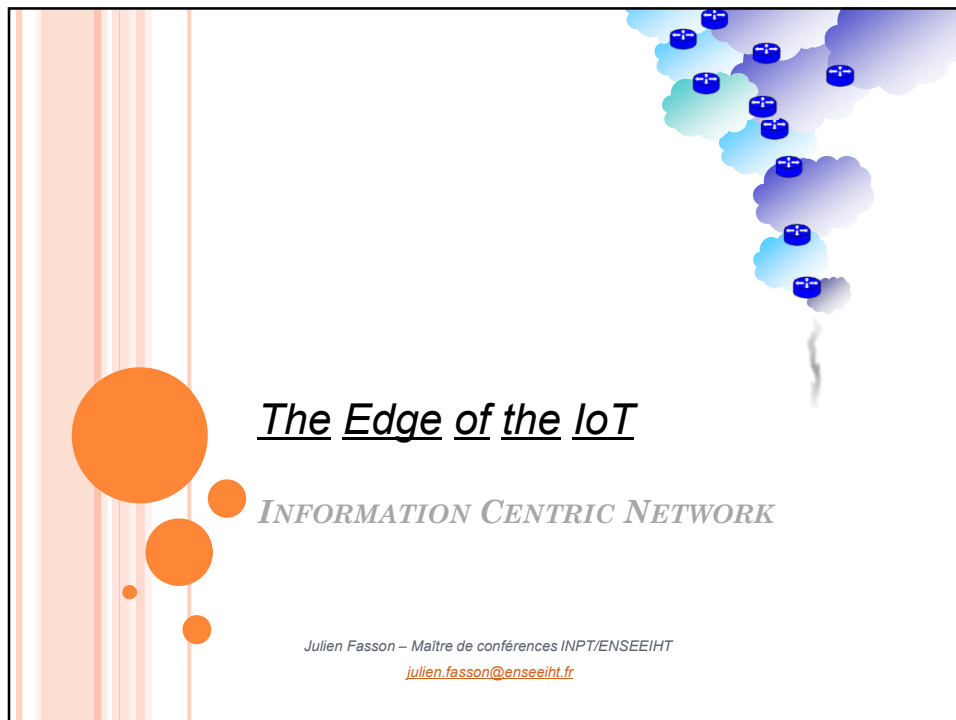 The Edge of the IoT
INFORMATION CENTRIC NETWORK
Julien Fasson – Maître de conférences INPT/ENSEEIHT
julien.fasson@enseeiht.fr